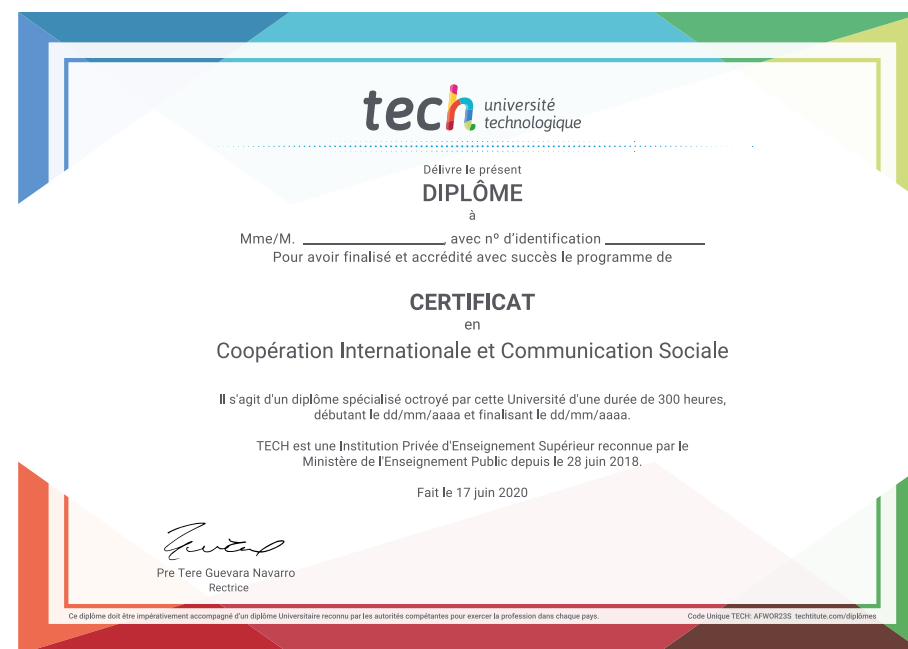 tech université
technologique
Délivre le présent
DIPLÔME
à
Mme/M. ____________________, avec nº d'identification ______________
Pour avoir finalisé et accrédité avec succès le programme de
CERTIFICAT
en
Coopération Internationale et Communication Sociale
Il s'agit d'un diplôme spécialisé octroyé par cette Université d'une durée de 300 heures,
débutant le dd/mm/aaaa et finalisant le dd/mm/aaaa.
TECH est une Institution Privée d'Enseignement Supérieur reconnue par le
Ministère de l'Enseignement Public depuis le 28 juin 2018.
Fait le 17 juin 2020
Pre Tere Guevara Navarro
Rectrice
Ce diplôme doit être impérativement accompagné d'un diplôme Universitaire reconnu par les autorités compétantes pour exercer la profession dans chaque pays.
Code Unique TECH: AFWOR23S techtitute.com/diplômes